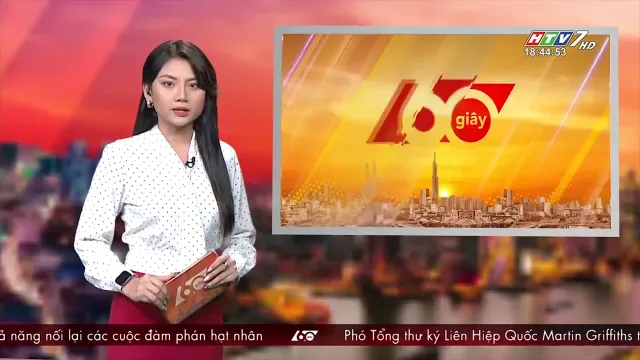 HTV7 HD
18:44:53
60 giây
năng nối lại các cuộc đàm phán hạt nhân 60 Phó Tổng thư ký Liên Hiệp Quốc Martin Griffiths